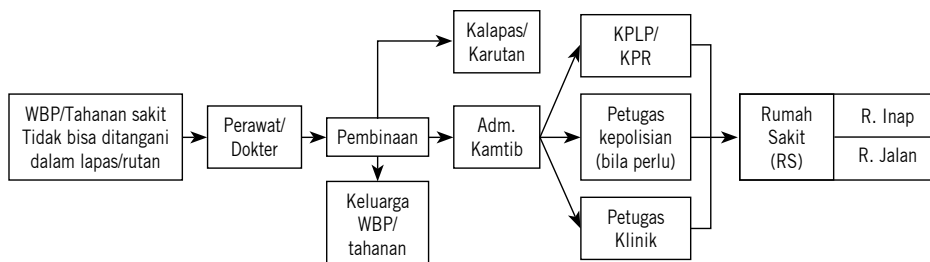 WBP/Tahanan sakit
Tidak bisa ditangani
dalam lapas/rutan
Perawat/
Dokter
Pembinaan
Kalapas/
Karutan
Keluarga
WBP/
tahanan
Adm.
Kamtib
KPLP/
KPR
Petugas
kepolisian
(bila perlu)
Petugas
Klinik
Rumah
Sakit
(RS)
R. Inap
R. Jalan